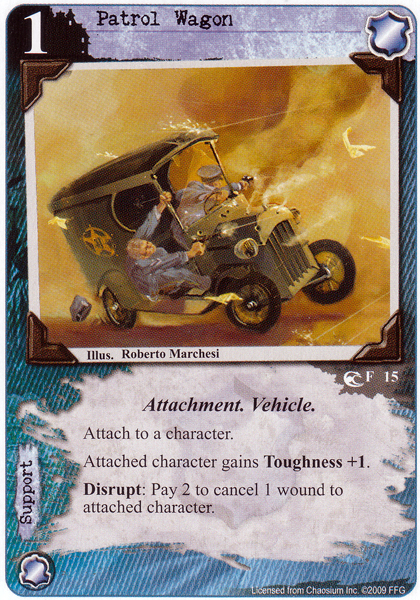 1
Patrol Wagon
Illus. Roberto Marchesi
F 15
Attachment. Vehicle.
Attach to a character.
Attached character gains Toughness +1.
Disrupt: Pay 2 to cancel 1 wound to
attached character.
Support
Licensed from Chaosium Inc. ©2009 FFG